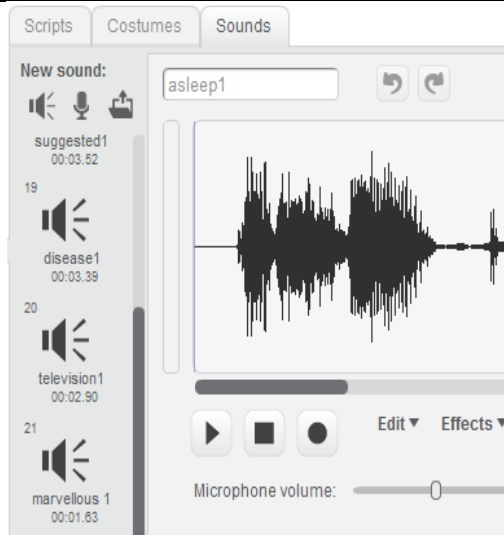 Scripts Costumes Sounds
New sound:
asleep1
suggested1
00:03.52
19
disease1
00:03.39
20
television1
00:02.90
21
marvellous 1
00:01.63
Edit Effects
Microphone volume: